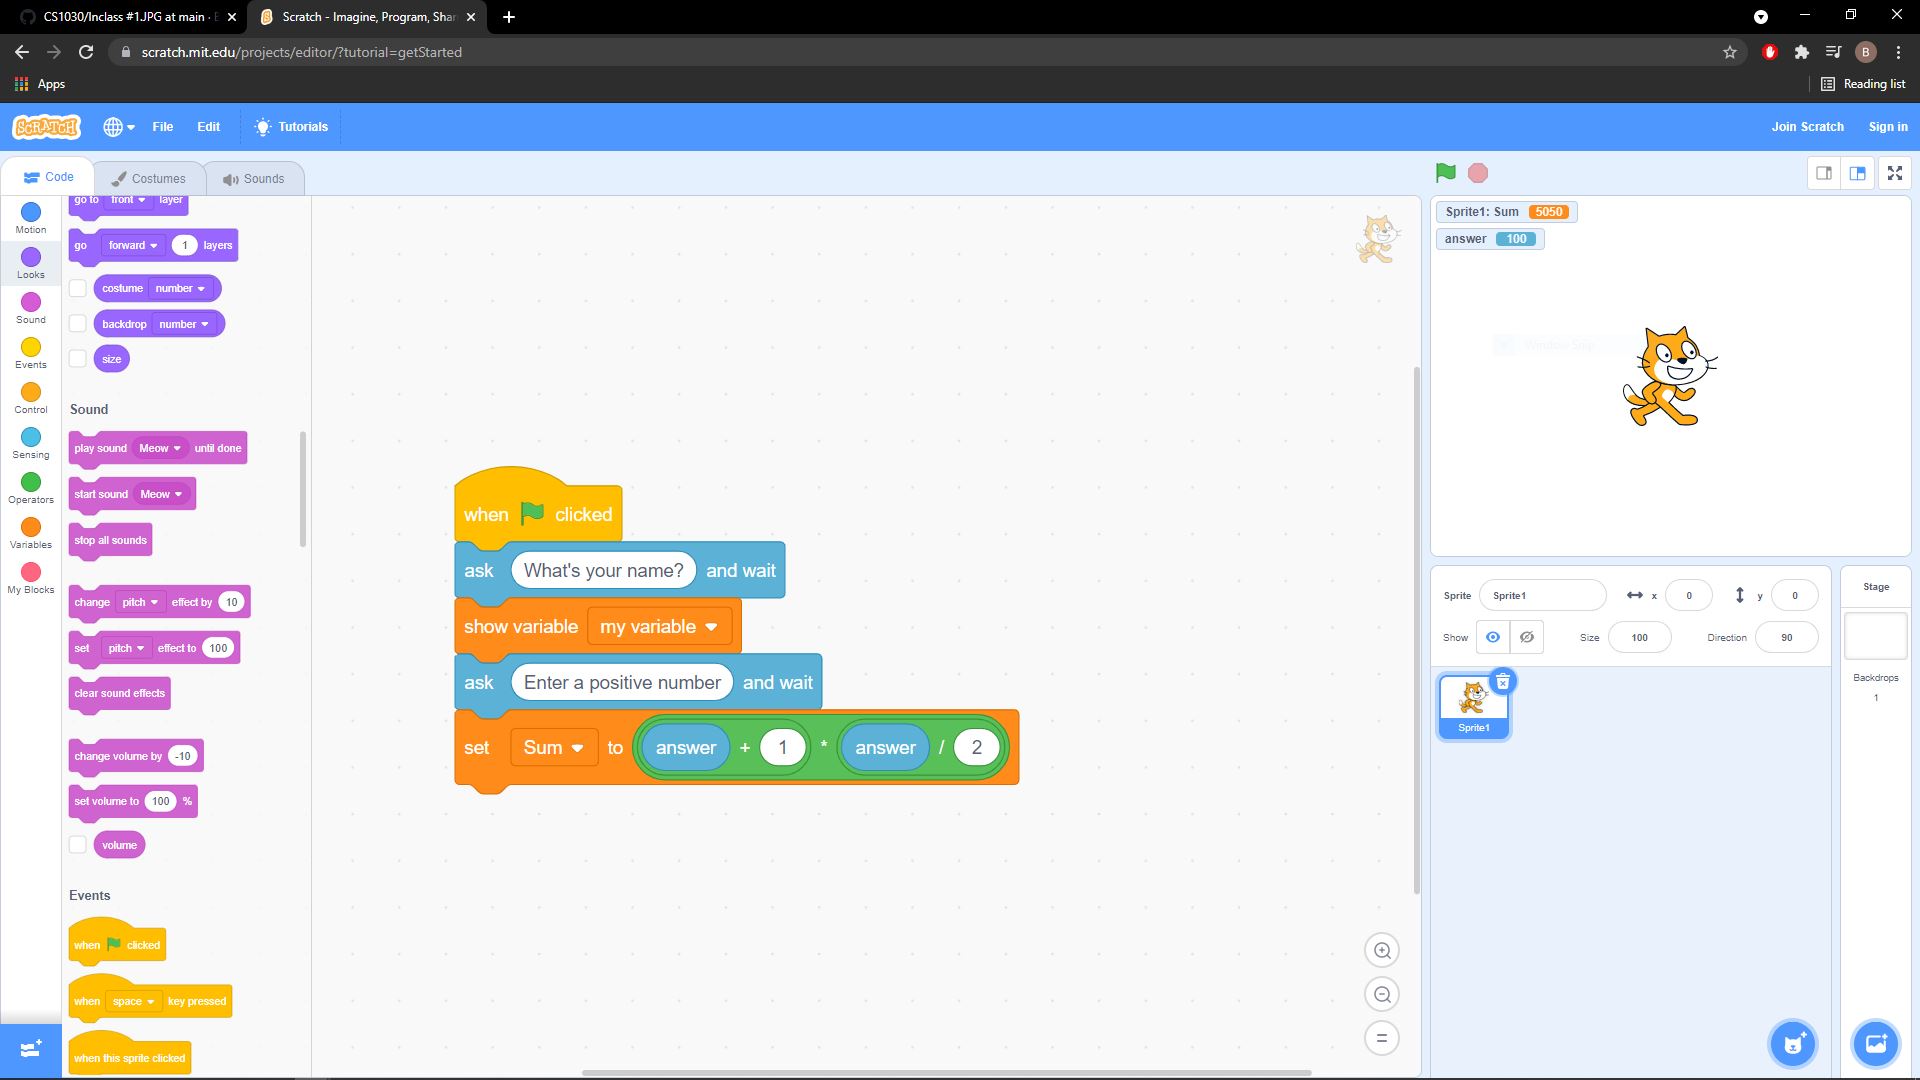 CS1030/Inclass #1.JPG at main ·
Scratch - Imagine, Program, Shar
scratch.mit.edu/projects/editor/?tutorial=getStarted
B
Apps
Reading list
SCRATCH
File
Edit
Tutorials
Join Scratch
Sign in
Code
Costumes
Sounds
Motion
Looks
Sound
Events
Control
Sensing
Operators
Variables
My Blocks
go to front layer
go forward 1 layers
costume number
backdrop number
size
Sound
play sound Meow until done
start sound Meow
stop all sounds
change pitch effect by 10
set pitch effect to 100
clear sound effects
change volume by -10
set volume to 100 %
volume
Events
when clicked
when space key pressed
when this sprite clicked
when clicked
ask What's your name? and wait
show variable my variable
ask Enter a positive number and wait
set Sum to answer + 1 * answer / 2
Sprite1: Sum 5050
answer 100
Window Snip
Sprite Sprite1 x 0 y 0
Show Size 100 Direction 90
Sprite1
Stage
Backdrops
1